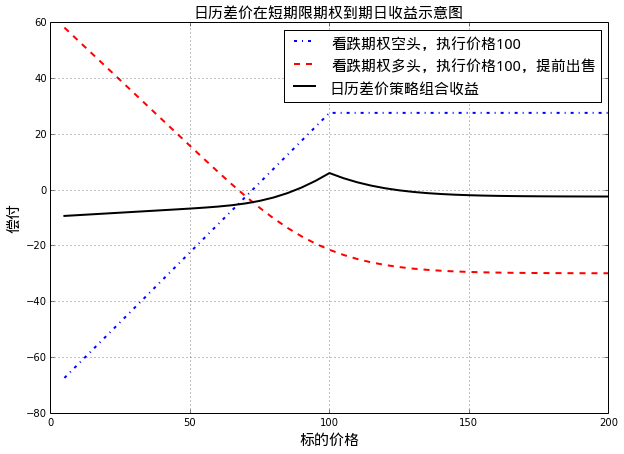 日历差价在短期限期权到期日收益示意图
看跌期权空头，执行价格100
看跌期权多头，执行价格100，提前出售
日历差价策略组合收益
60
40
20
0
−20
−40
−60
−80
偿付
0
50
100
150
200
标的价格